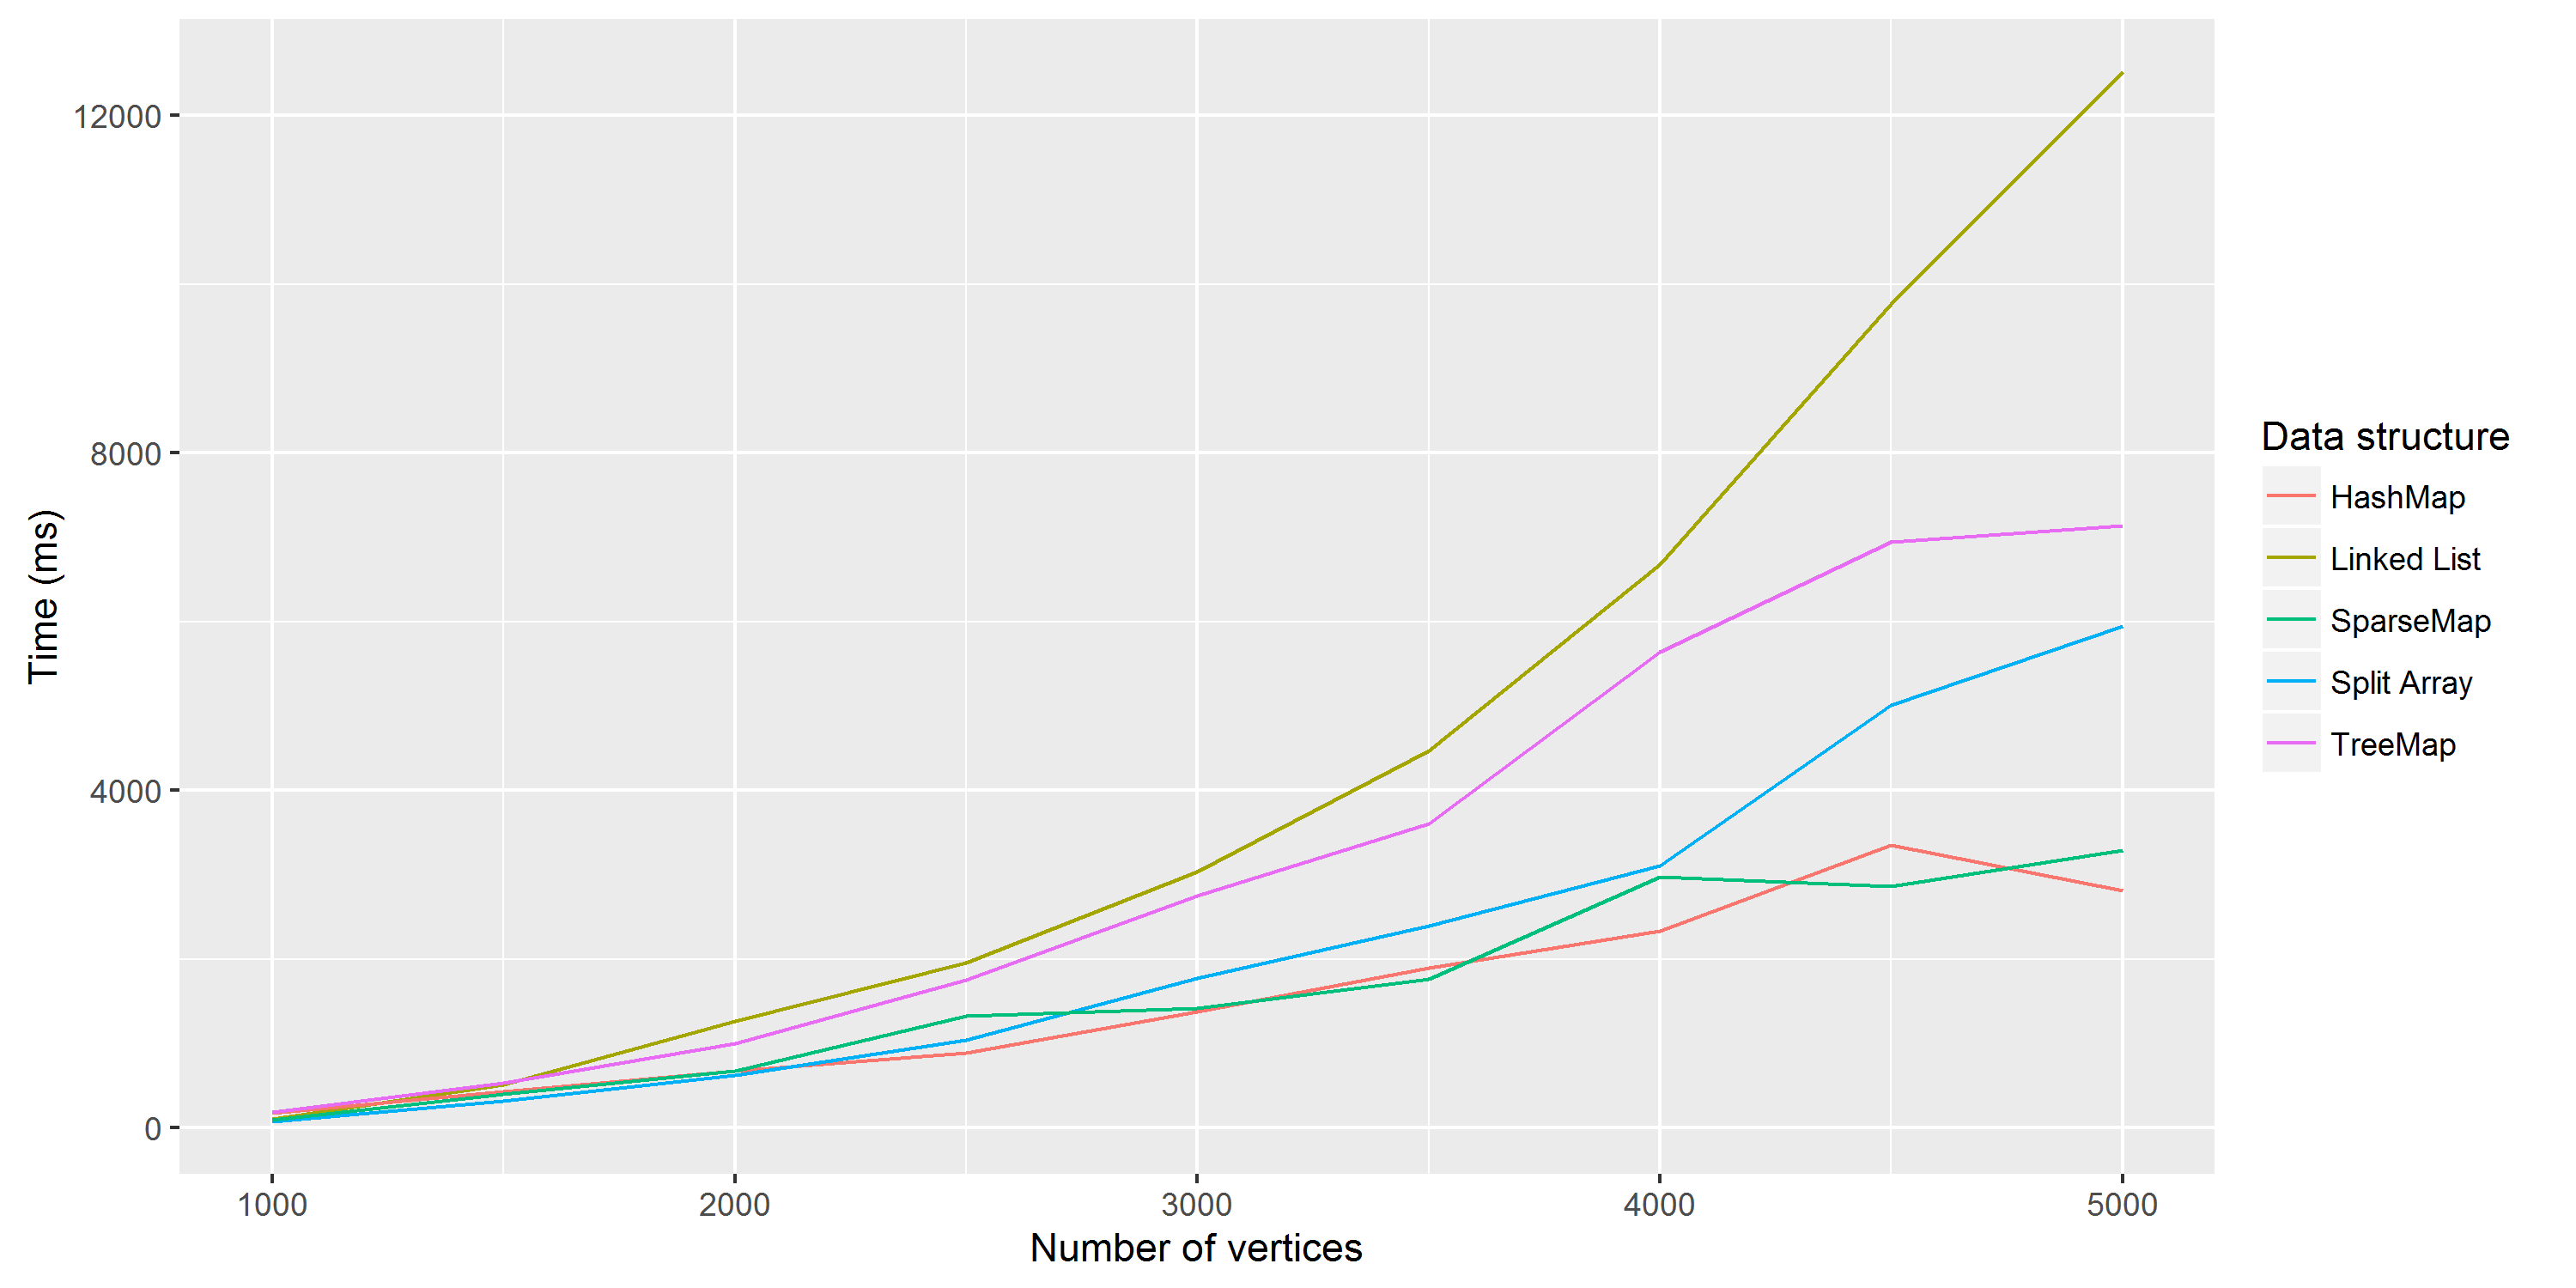 12000
8000
4000
0
Time (ms)
1000 2000 3000 4000 5000
Number of vertices
Data structure
HashMap
Linked List
SparseMap
Split Array
TreeMap